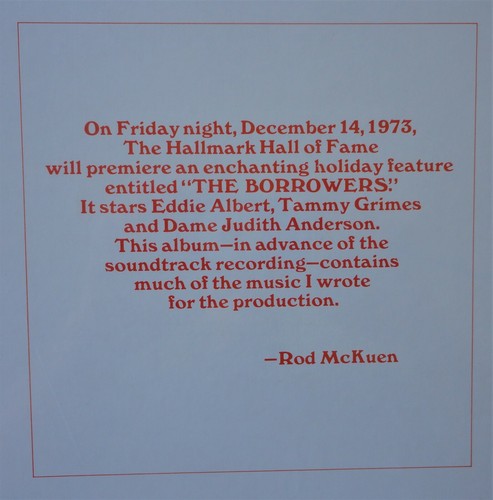 On Friday night, December 14, 1973,
The Hallmark Hall of Fame
will premiere an enchanting holiday feature
entitled "THE BORROWERS."
It stars Eddie Albert, Tammy Grimes
and Dame Judith Anderson.
This album—in advance of the
soundtrack recording—contains
much of the music I wrote
for the production.
—Rod McKuen